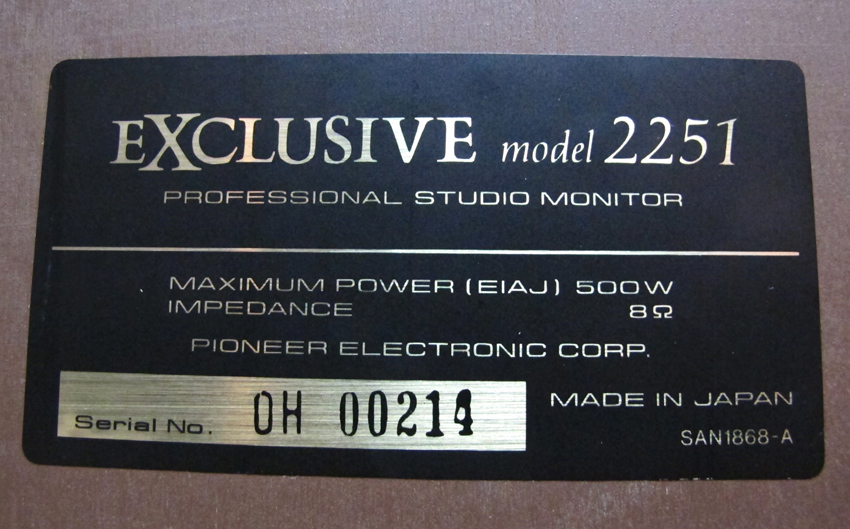 EXCLUSIVE model 2251
PROFESSIONAL STUDIO MONITOR
MAXIMUM POWER (EIAJ) 500W
IMPEDANCE 8Ω
PIONEER ELECTRONIC CORP.
Serial No. OH 00214
MADE IN JAPAN
SAN1868-A